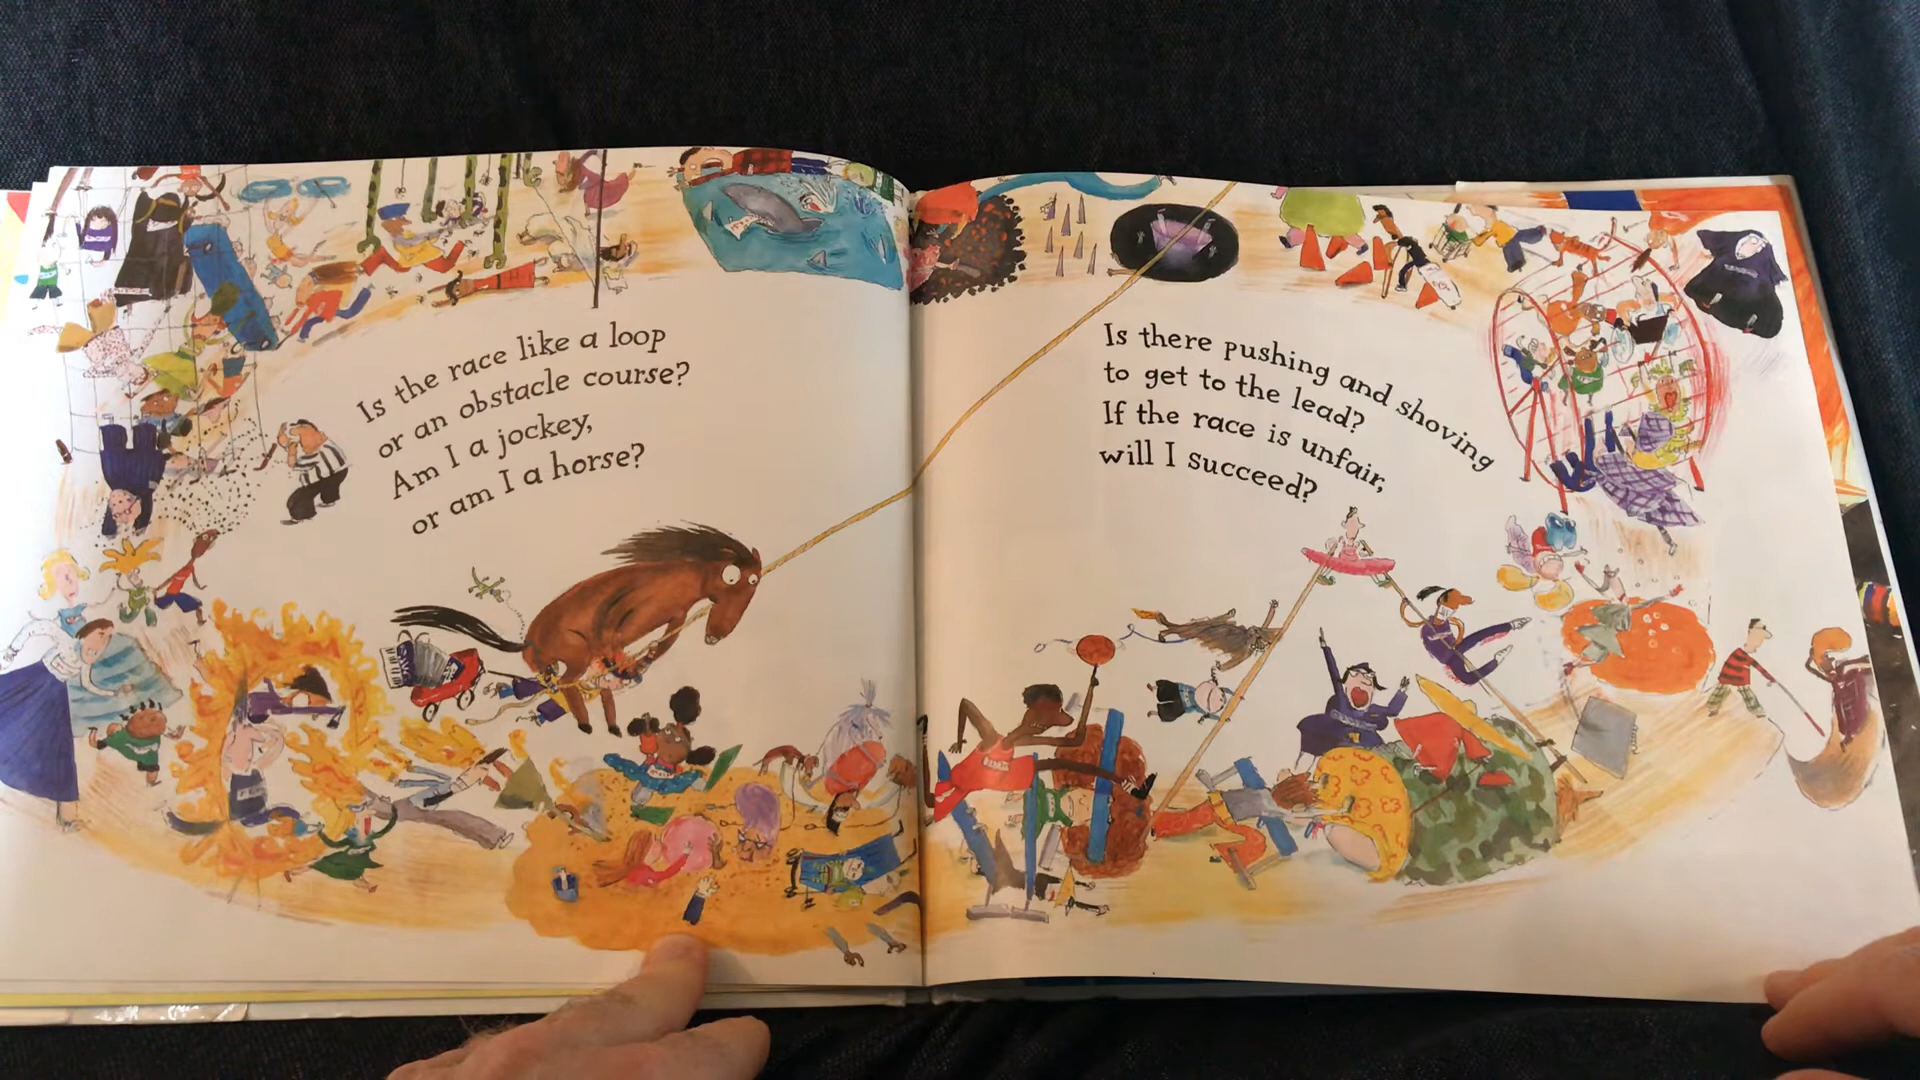 Is the race like a loop
or an obstacle course?
Am I a jockey,
or am I a horse?
Is there pushing and shoving
to get to the lead?
If the race is unfair,
will I succeed?